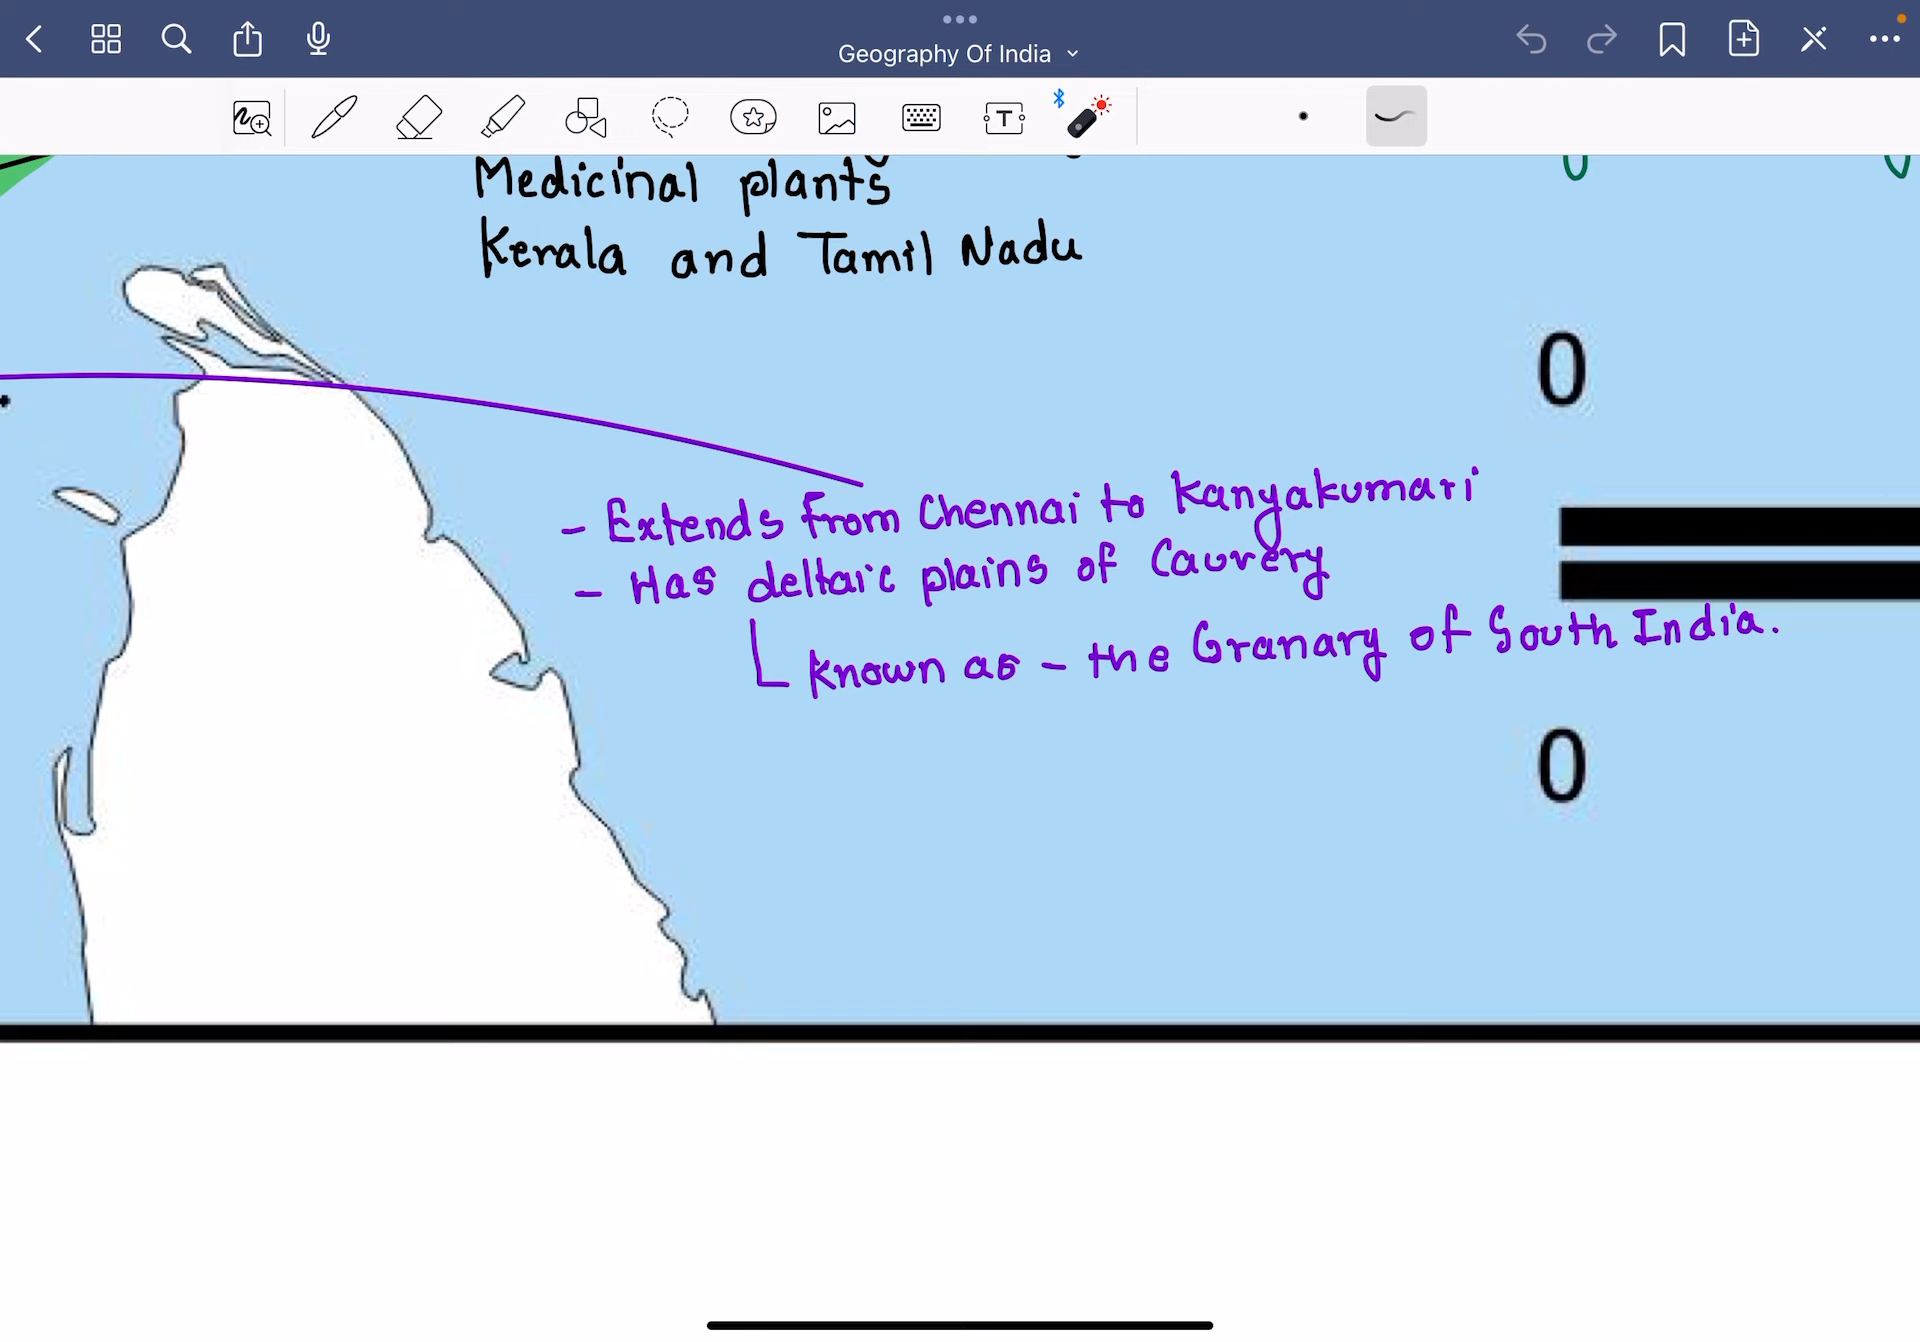 Geography Of India
T
Medicinal plants
Kerala and Tamil Nadu
0
- Extends from Chennai to Kanyakumari
- Has deltaic plains of Cauvery
Known as - the Granary of South India.
0